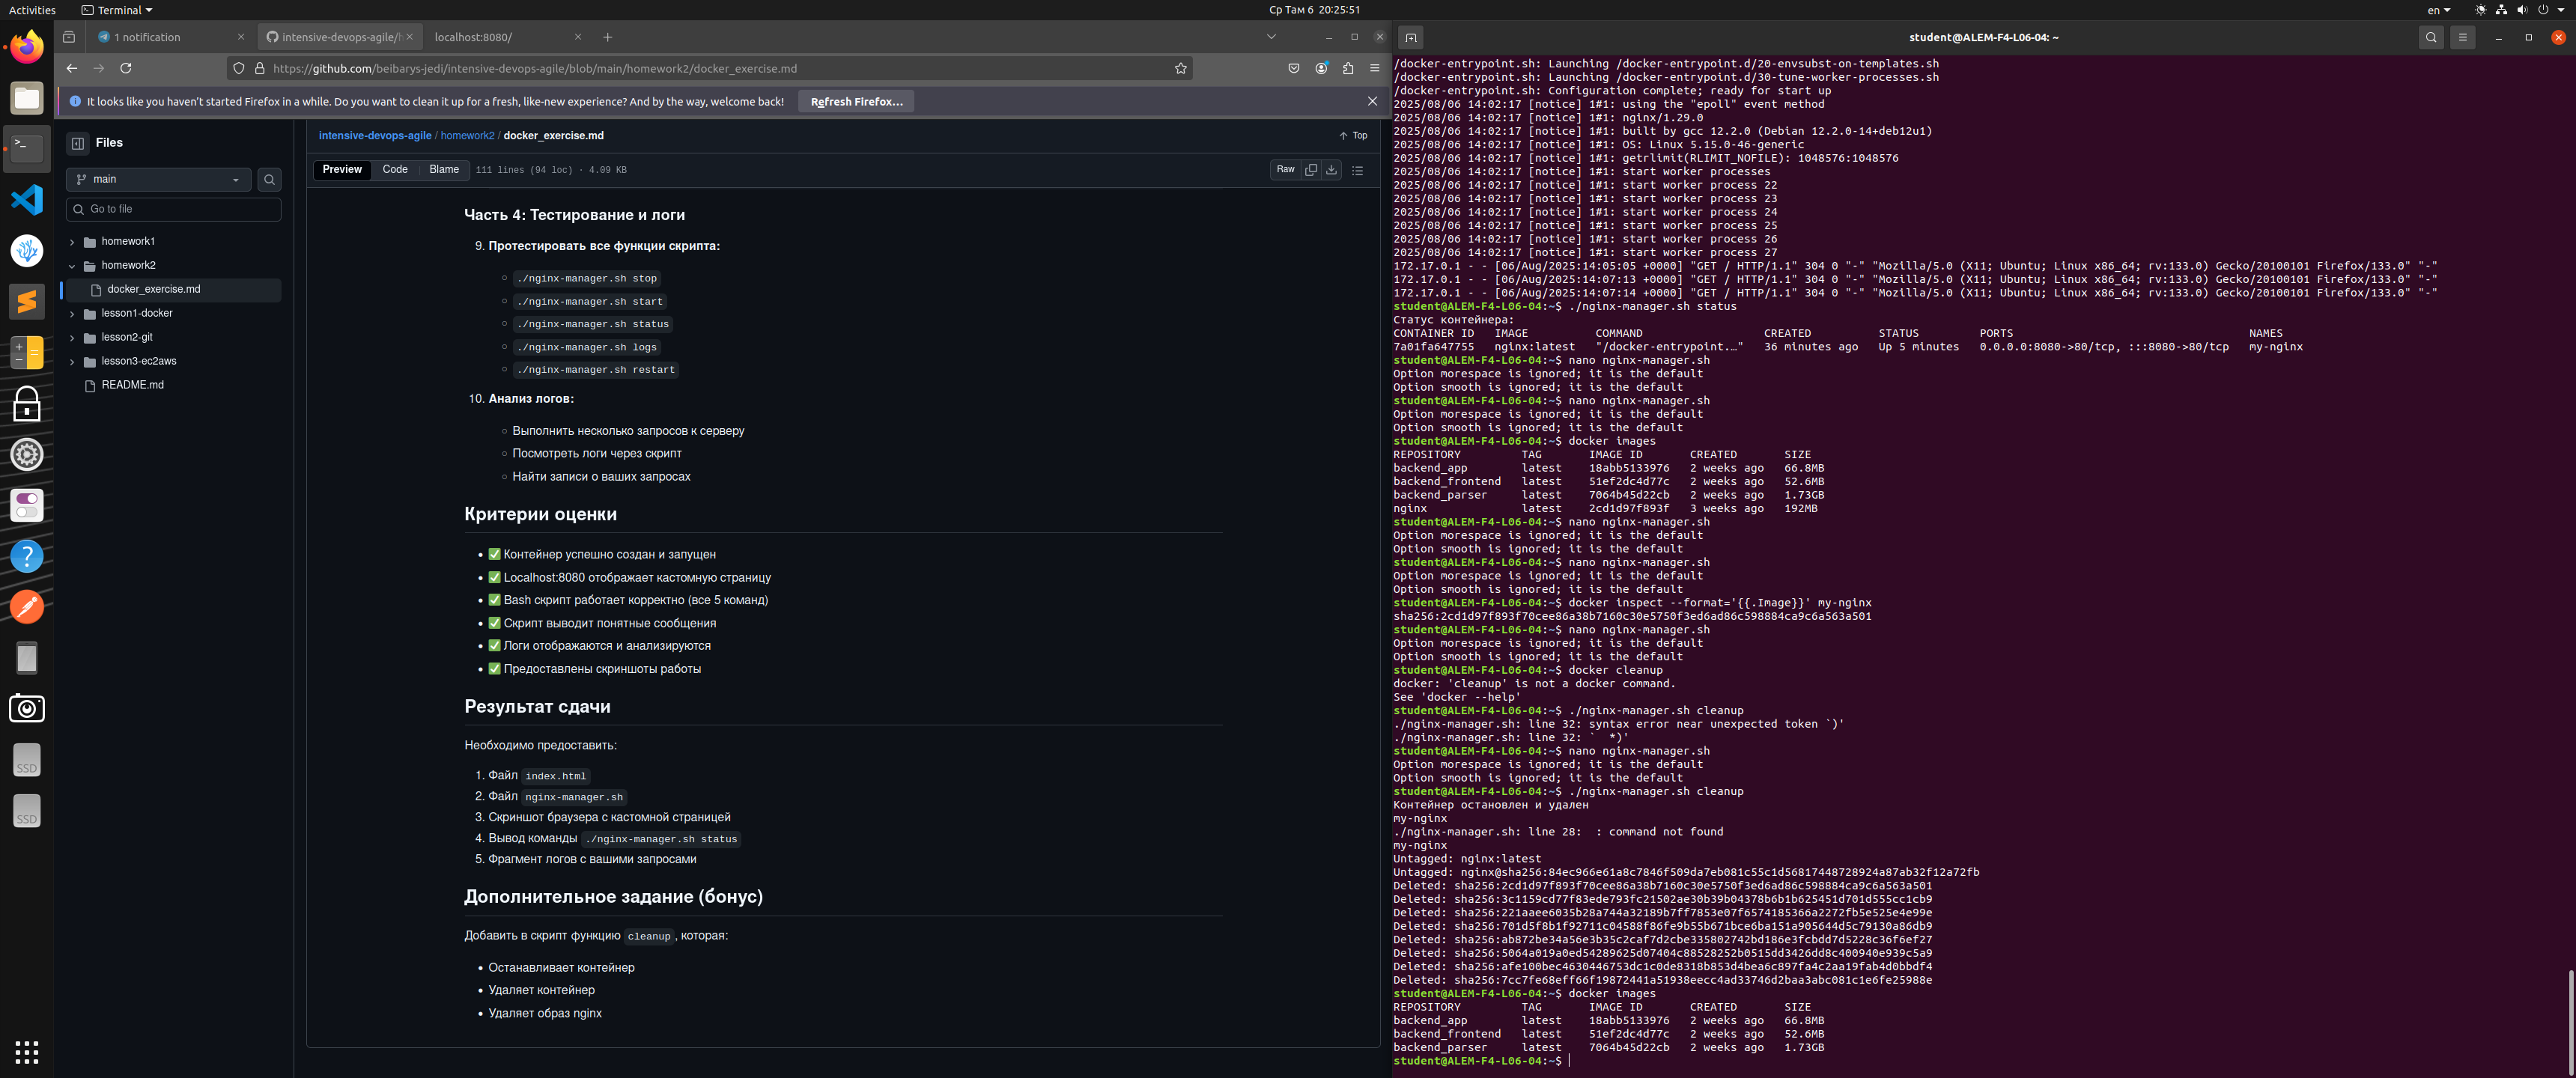 Activities
Terminal
Ср Там 6 20:25:51
en
1 notification
intensive-devops-agile/h
localhost:8080/
https://github.com/beibarys-jedi/intensive-devops-agile/blob/main/homework2/docker_exercise.md
It looks like you haven't started Firefox in a while. Do you want to clean it up for a fresh, like-new experience? And by the way, welcome back!
Refresh Firefox...
Files
main
Go to file
homework1
homework2
docker_exercise.md
lesson1-docker
lesson2-git
lesson3-ec2aws
README.md
intensive-devops-agile / homework2 / docker_exercise.md
Top
Preview
Code
Blame
111 lines (94 loc) · 4.09 KB
Raw
Часть 4: Тестирование и логи
9. Протестировать все функции скрипта:
./nginx-manager.sh stop
./nginx-manager.sh start
./nginx-manager.sh status
./nginx-manager.sh logs
./nginx-manager.sh restart
10. Анализ логов:
Выполнить несколько запросов к серверу
Посмотреть логи через скрипт
Найти записи о ваших запросах
Критерии оценки
✅ Контейнер успешно создан и запущен
✅ Localhost:8080 отображает кастомную страницу
✅ Bash скрипт работает корректно (все 5 команд)
✅ Скрипт выводит понятные сообщения
✅ Логи отображаются и анализируются
✅ Предоставлены скриншоты работы
Результат сдачи
Необходимо предоставить:
1. Файл index.html
2. Файл nginx-manager.sh
3. Скриншот браузера с кастомной страницей
4. Вывод команды ./nginx-manager.sh status
5. Фрагмент логов с вашими запросами
Дополнительное задание (бонус)
Добавить в скрипт функцию cleanup, которая:
Останавливает контейнер
Удаляет контейнер
Удаляет образ nginx
SSD
SSD
student@ALEM-F4-L06-04: ~
/docker-entrypoint.sh: Launching /docker-entrypoint.d/20-envsubst-on-templates.sh
/docker-entrypoint.sh: Launching /docker-entrypoint.d/30-tune-worker-processes.sh
/docker-entrypoint.sh: Configuration complete; ready for start up
2025/08/06 14:02:17 [notice] 1#1: using the "epoll" event method
2025/08/06 14:02:17 [notice] 1#1: nginx/1.29.0
2025/08/06 14:02:17 [notice] 1#1: built by gcc 12.2.0 (Debian 12.2.0-14+deb12u1)
2025/08/06 14:02:17 [notice] 1#1: OS: Linux 5.15.0-46-generic
2025/08/06 14:02:17 [notice] 1#1: getrlimit(RLIMIT_NOFILE): 1048576:1048576
2025/08/06 14:02:17 [notice] 1#1: start worker processes
2025/08/06 14:02:17 [notice] 1#1: start worker process 22
2025/08/06 14:02:17 [notice] 1#1: start worker process 23
2025/08/06 14:02:17 [notice] 1#1: start worker process 24
2025/08/06 14:02:17 [notice] 1#1: start worker process 25
2025/08/06 14:02:17 [notice] 1#1: start worker process 26
2025/08/06 14:02:17 [notice] 1#1: start worker process 27
172.17.0.1 - - [06/Aug/2025:14:05:05 +0000] "GET / HTTP/1.1" 304 0 "-" "Mozilla/5.0 (X11; Ubuntu; Linux x86_64; rv:133.0) Gecko/20100101 Firefox/133.0" "-"
172.17.0.1 - - [06/Aug/2025:14:07:13 +0000] "GET / HTTP/1.1" 304 0 "-" "Mozilla/5.0 (X11; Ubuntu; Linux x86_64; rv:133.0) Gecko/20100101 Firefox/133.0" "-"
172.17.0.1 - - [06/Aug/2025:14:07:14 +0000] "GET / HTTP/1.1" 304 0 "-" "Mozilla/5.0 (X11; Ubuntu; Linux x86_64; rv:133.0) Gecko/20100101 Firefox/133.0" "-"
student@ALEM-F4-L06-04:~$ ./nginx-manager.sh status
Статус контейнера:
CONTAINER ID IMAGE COMMAND CREATED STATUS PORTS NAMES
7a01fa647755 nginx:latest "/docker-entrypoint.…" 36 minutes ago Up 5 minutes 0.0.0.0:8080->80/tcp, :::8080->80/tcp my-nginx
student@ALEM-F4-L06-04:~$ nano nginx-manager.sh
Option morespace is ignored; it is the default
Option smooth is ignored; it is the default
student@ALEM-F4-L06-04:~$ nano nginx-manager.sh
Option morespace is ignored; it is the default
Option smooth is ignored; it is the default
student@ALEM-F4-L06-04:~$ docker images
REPOSITORY TAG IMAGE ID CREATED SIZE
backend_app latest 18abb5133976 2 weeks ago 66.8MB
backend_frontend latest 51ef2dc4d77c 2 weeks ago 52.6MB
backend_parser latest 7064b45d22cb 2 weeks ago 1.73GB
nginx latest 2cd1d97f893f 3 weeks ago 192MB
student@ALEM-F4-L06-04:~$ nano nginx-manager.sh
Option morespace is ignored; it is the default
Option smooth is ignored; it is the default
student@ALEM-F4-L06-04:~$ nano nginx-manager.sh
Option morespace is ignored; it is the default
Option smooth is ignored; it is the default
student@ALEM-F4-L06-04:~$ docker inspect --format='{{.Image}}' my-nginx
sha256:2cd1d97f893f70cee86a38b7160c30e5750f3ed6ad86c598884ca9c6a563a501
student@ALEM-F4-L06-04:~$ nano nginx-manager.sh
Option morespace is ignored; it is the default
Option smooth is ignored; it is the default
student@ALEM-F4-L06-04:~$ docker cleanup
docker: 'cleanup' is not a docker command.
See 'docker --help'
student@ALEM-F4-L06-04:~$ ./nginx-manager.sh cleanup
./nginx-manager.sh: line 32: syntax error near unexpected token `)'
./nginx-manager.sh: line 32: ` *)'
student@ALEM-F4-L06-04:~$ nano nginx-manager.sh
Option morespace is ignored; it is the default
Option smooth is ignored; it is the default
student@ALEM-F4-L06-04:~$ ./nginx-manager.sh cleanup
Контейнер остановлен и удален
my-nginx
./nginx-manager.sh: line 28:  : command not found
my-nginx
Untagged: nginx:latest
Untagged: nginx@sha256:84ec966e61a8c7846f509da7eb081c55c1d56817448728924a87ab32f12a72fb
Deleted: sha256:2cd1d97f893f70cee86a38b7160c30e5750f3ed6ad86c598884ca9c6a563a501
Deleted: sha256:3c1159cd77f83ede793fc21502ae30b39b04378b6b1b625451d701d555cc1cb9
Deleted: sha256:221aaee6035b28a744a32189b7ff7853e07f6574185366a2272fb5e525e4e99e
Deleted: sha256:701d5f8b1f92711c04588f86fe9b55b671bce6ba151a905644d5c79130a86db9
Deleted: sha256:ab872be34a56e3b35c2caf7d2cbe335802742bd186e3fcbdd7d5228c36f6ef27
Deleted: sha256:5064a019a0ed54289625d07404c88528252b0515dd3426dd8c400940e939c5a9
Deleted: sha256:afe100bec4630446753dc1c0de8318b853d4bea6c897fa4c2aa19fab4d0bbdf4
Deleted: sha256:7cc7fe68eff66f19872441a51938eecc4ad33746d2baa3abc081c1e6fe25988e
student@ALEM-F4-L06-04:~$ docker images
REPOSITORY TAG IMAGE ID CREATED SIZE
backend_app latest 18abb5133976 2 weeks ago 66.8MB
backend_frontend latest 51ef2dc4d77c 2 weeks ago 52.6MB
backend_parser latest 7064b45d22cb 2 weeks ago 1.73GB
student@ALEM-F4-L06-04:~$